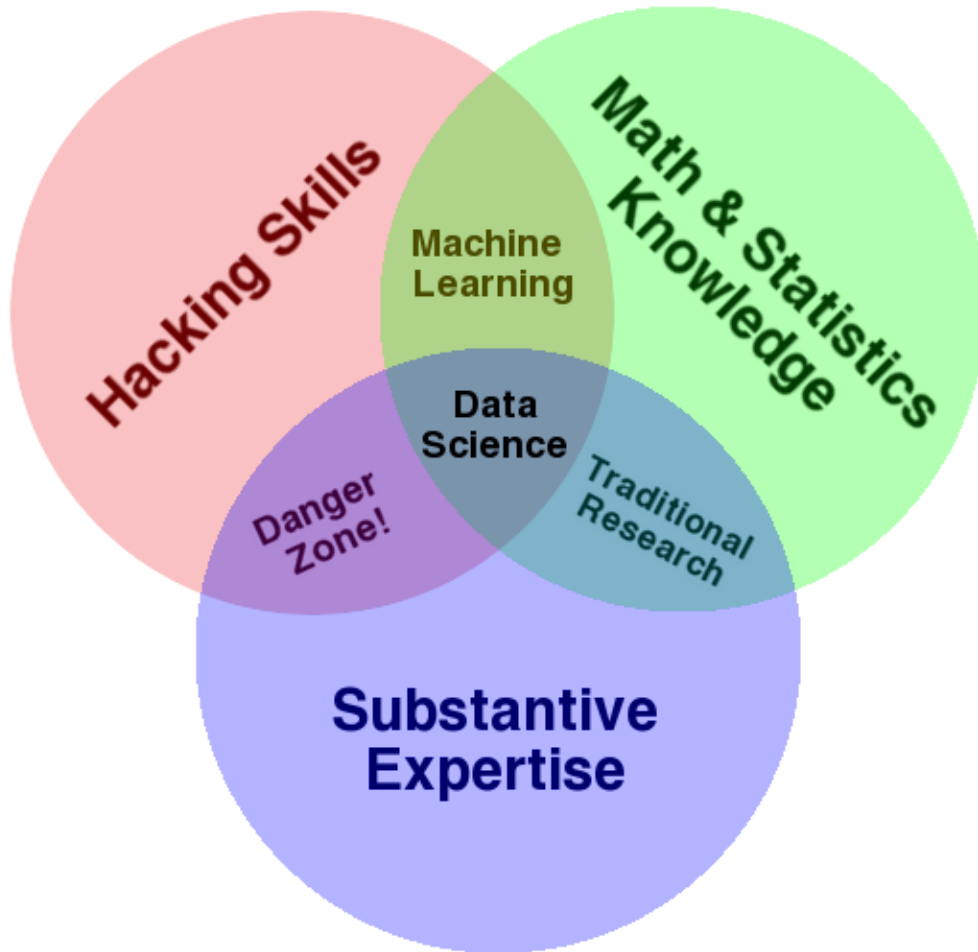 Hacking Skills
Math & Statistics
Knowledge
Machine
Learning
Data
Science
Danger
Zone!
Traditional
Research
Substantive
Expertise